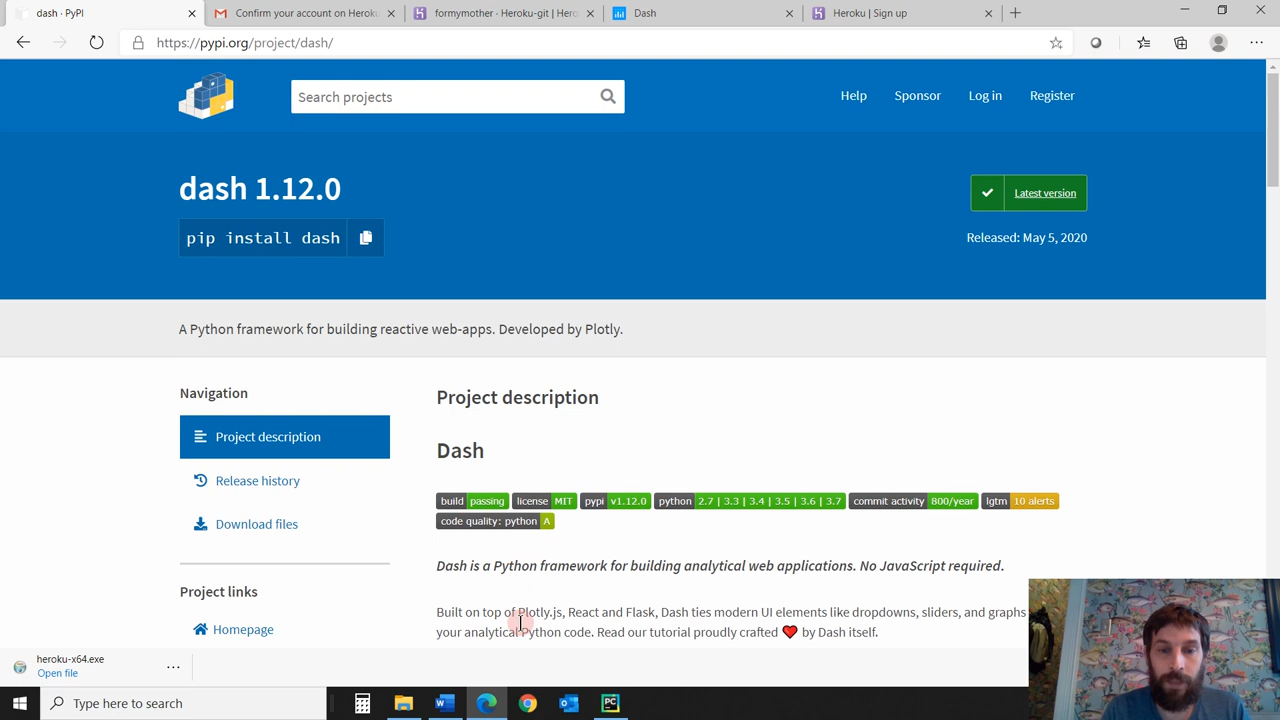 dash · PyPI
Confirm your account on Heroku
formymother · Heroku-git | Hero
Dash
Heroku | Sign up
https://pypi.org/project/dash/
Search projects
Help
Sponsor
Log in
Register
dash 1.12.0
pip install dash
Latest version
Released: May 5, 2020
A Python framework for building reactive web-apps. Developed by Plotly.
Navigation
Project description
Release history
Download files
Project links
Homepage
Project description
Dash
build passing license MIT pypi v1.12.0 python 2.7 | 3.3 | 3.4 | 3.5 | 3.6 | 3.7 commit activity 800/year lgtm 10 alerts
code quality: python A
Dash is a Python framework for building analytical web applications. No JavaScript required.
Built on top of Plotly.js, React and Flask, Dash ties modern UI elements like dropdowns, sliders, and graphs
your analytical Python code. Read our tutorial proudly crafted ❤️ by Dash itself.
heroku-x64.exe
Open file
Type here to search
PC